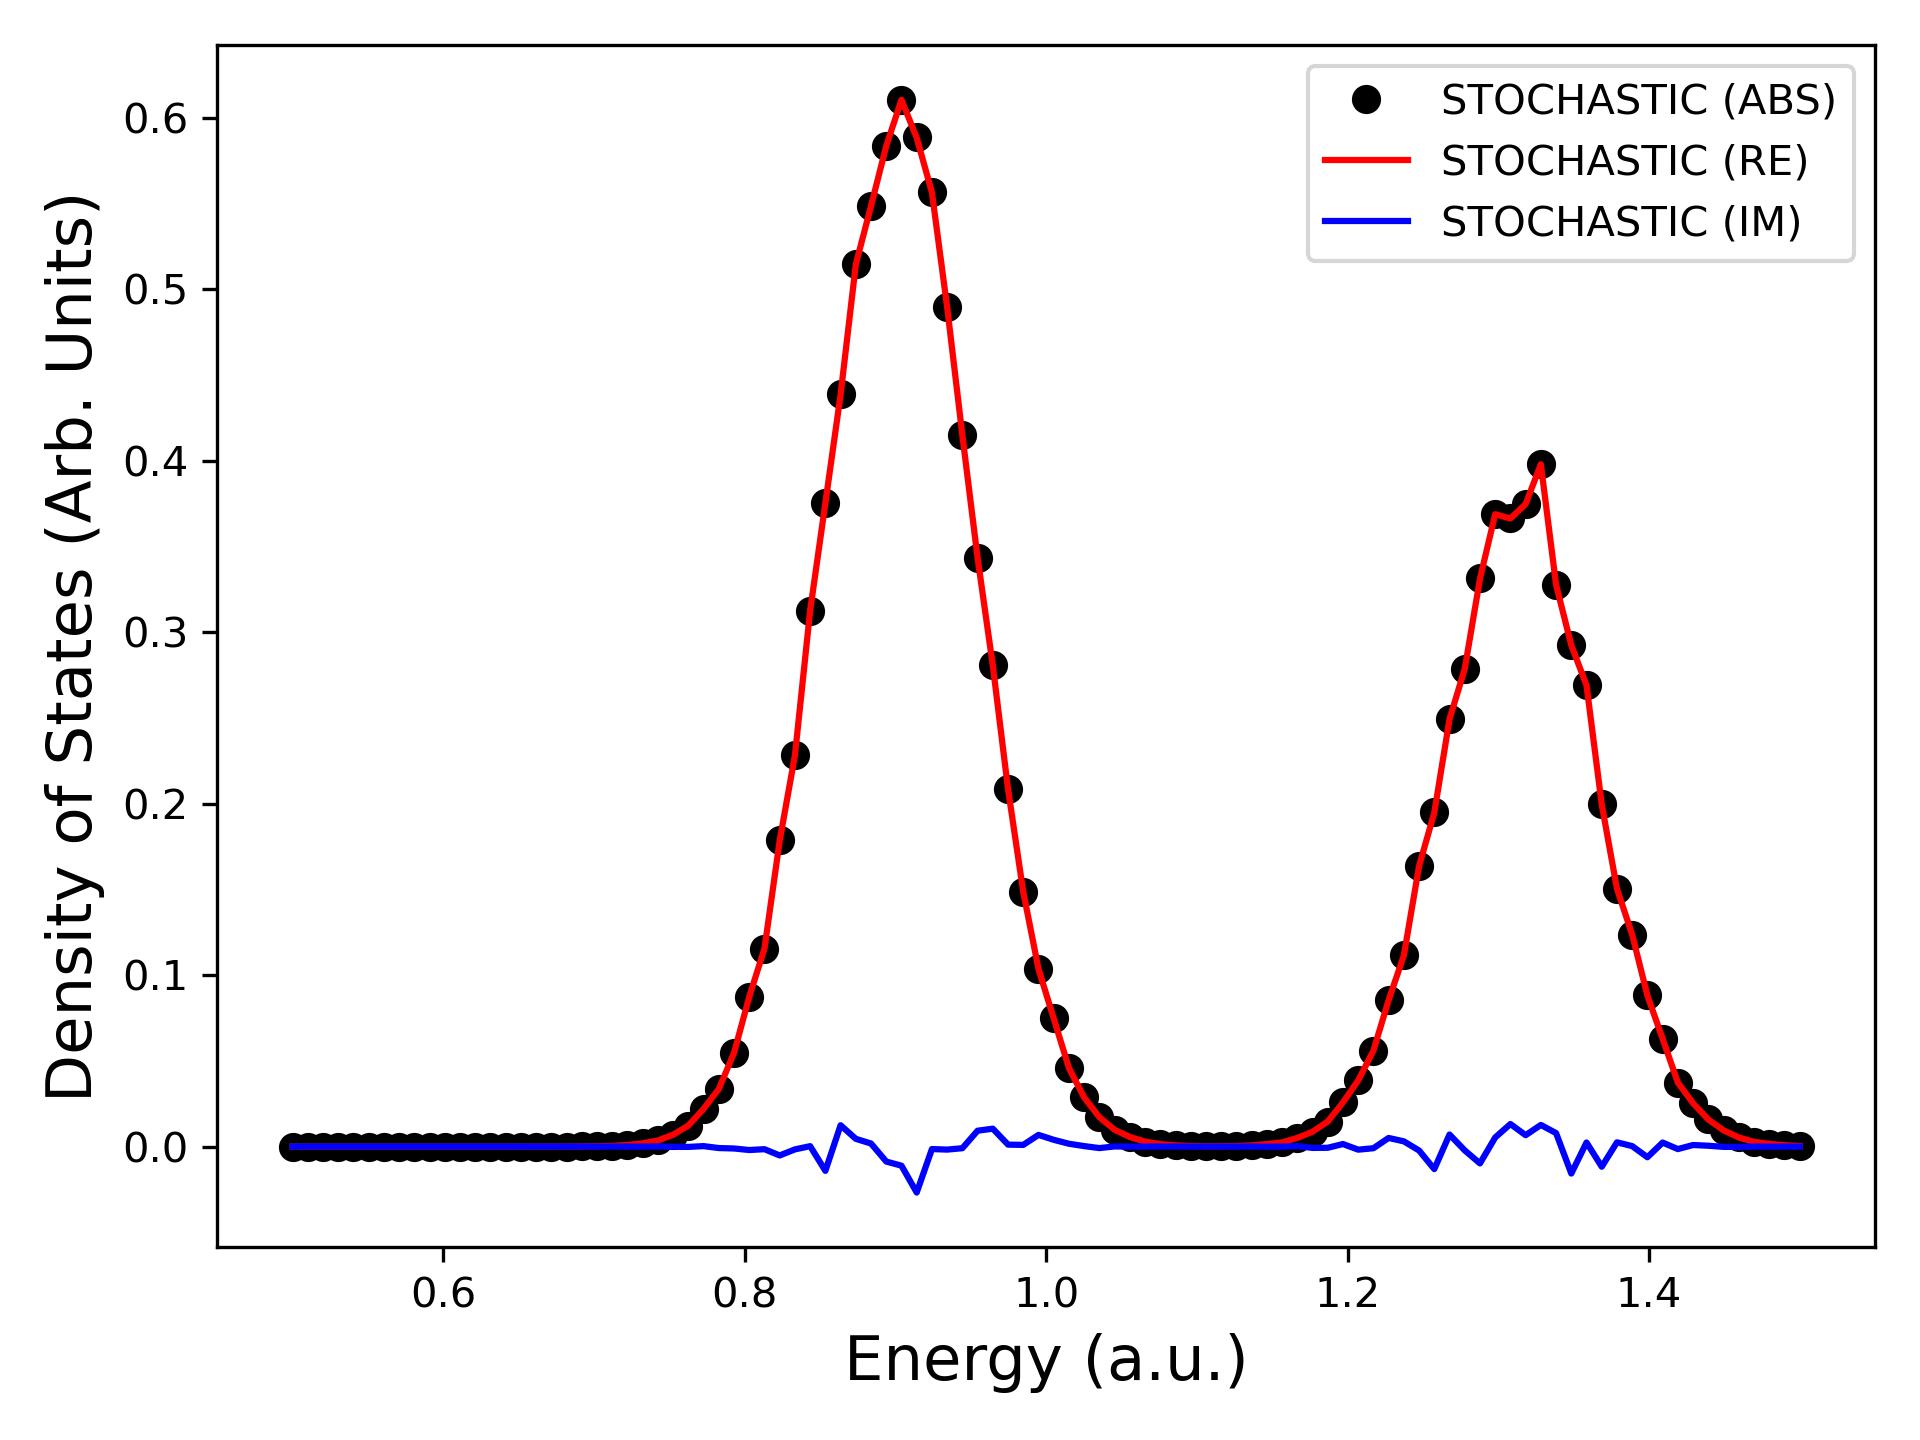 STOCHASTIC (ABS)
STOCHASTIC (RE)
STOCHASTIC (IM)
Density of States (Arb. Units)
0.6
0.5
0.4
0.3
0.2
0.1
0.0
0.6 0.8 1.0 1.2 1.4
Energy (a.u.)